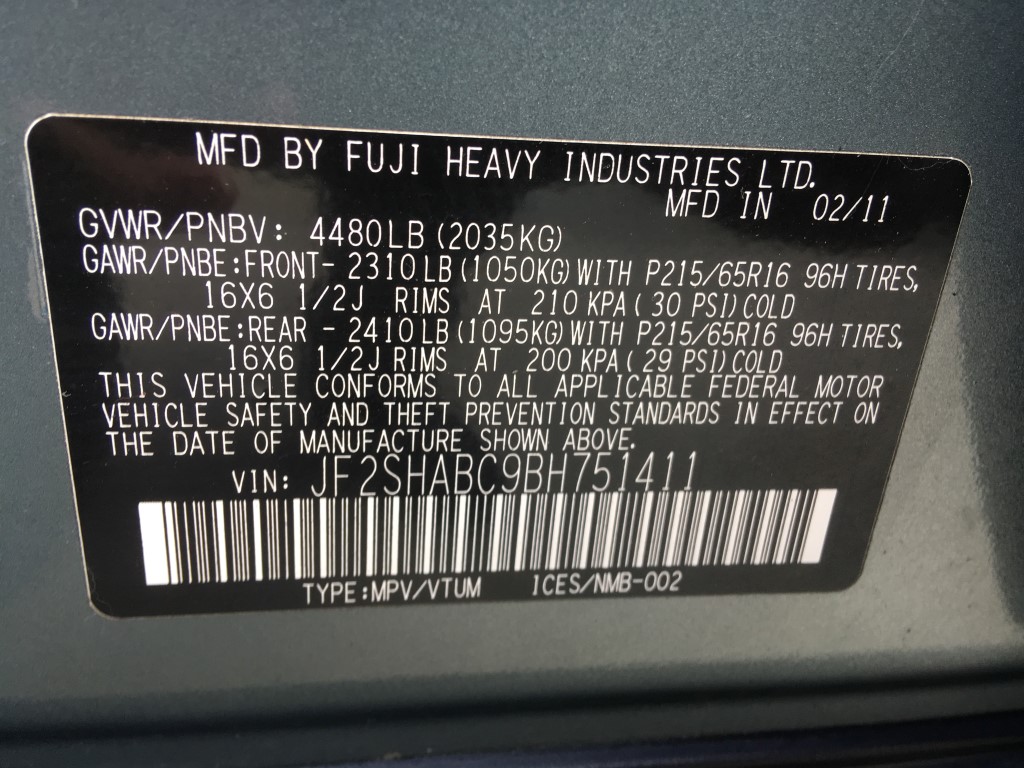 MFD BY FUJI HEAVY INDUSTRIES LTD.
MFD IN 02/11
GVWR/PNBV: 4480LB (2035KG)
GAWR/PNBE:FRONT- 2310LB (1050KG) WITH P215/65R16 96H TIRES,
16X6 1/2J RIMS AT 210 KPA (30 PSI) COLD
GAWR/PNBE:REAR - 2410LB (1095KG) WITH P215/65R16 96H TIRES,
16X6 1/2J RIMS AT 200 KPA (29 PSI) COLD
THIS VEHICLE CONFORMS TO ALL APPLICABLE FEDERAL MOTOR
VEHICLE SAFETY AND THEFT PREVENTION STANDARDS IN EFFECT ON
THE DATE OF MANUFACTURE SHOWN ABOVE.
VIN: JF2SHABC9BH751411
TYPE:MPV/VTUM ICES/NMB-002